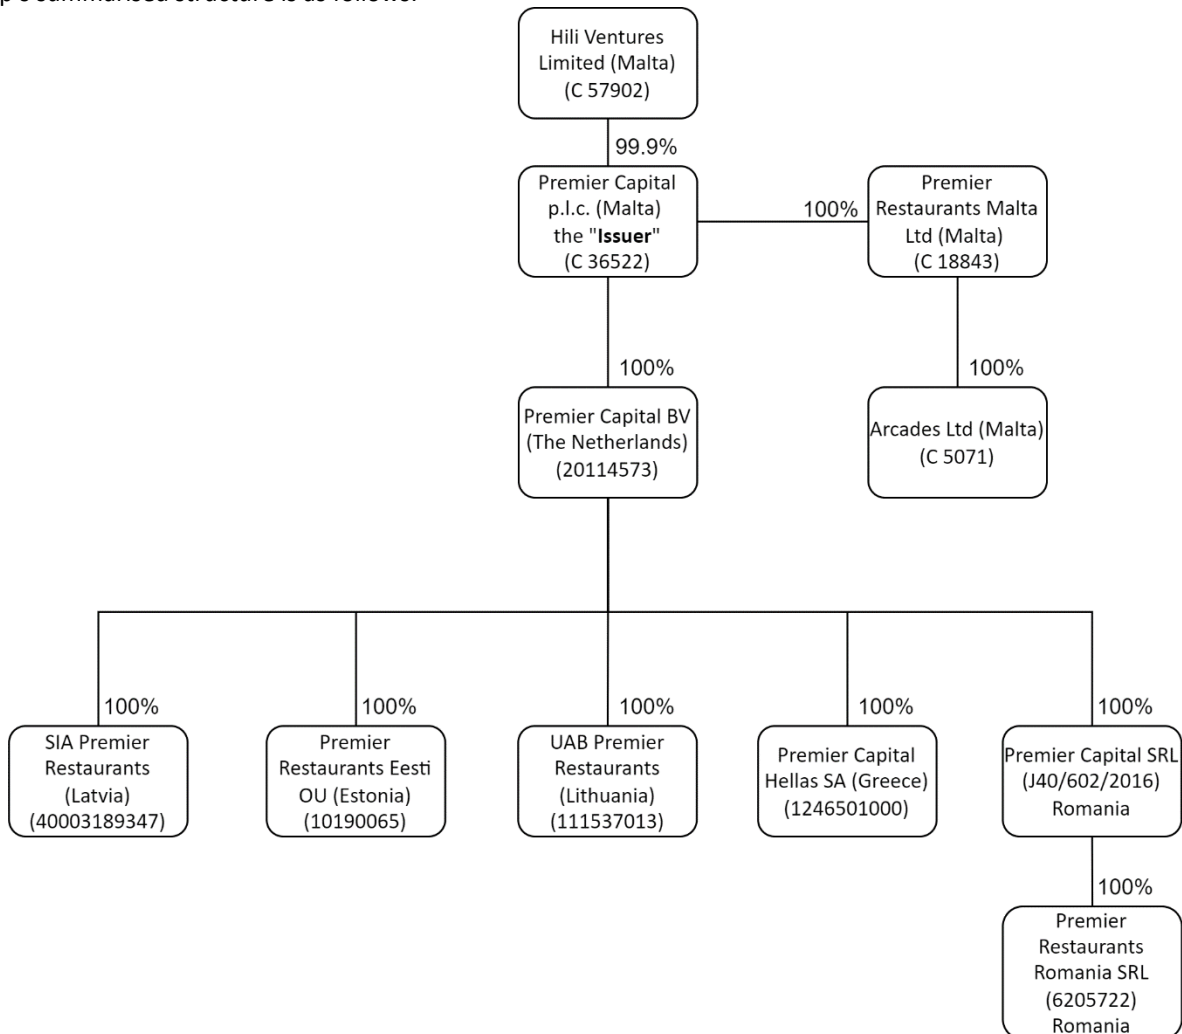 Hili Ventures
Limited (Malta)
(C 57902)
99.9%
Premier Capital
p.l.c. (Malta)
the "Issuer"
(C 36522)
100%
Premier
Restaurants Malta
Ltd (Malta)
(C 18843)
100%
Premier Capital BV
(The Netherlands)
(20114573)
100%
Arcades Ltd (Malta)
(C 5071)
100%
SIA Premier
Restaurants
(Latvia)
(40003189347)
100%
Premier
Restaurants Eesti
OU (Estonia)
(10190065)
100%
UAB Premier
Restaurants
(Lithuania)
(111537013)
100%
Premier Capital
Hellas SA (Greece)
(1246501000)
100%
Premier Capital SRL
(J40/602/2016)
Romania
100%
Premier
Restaurants
Romania SRL
(6205722)
Romania